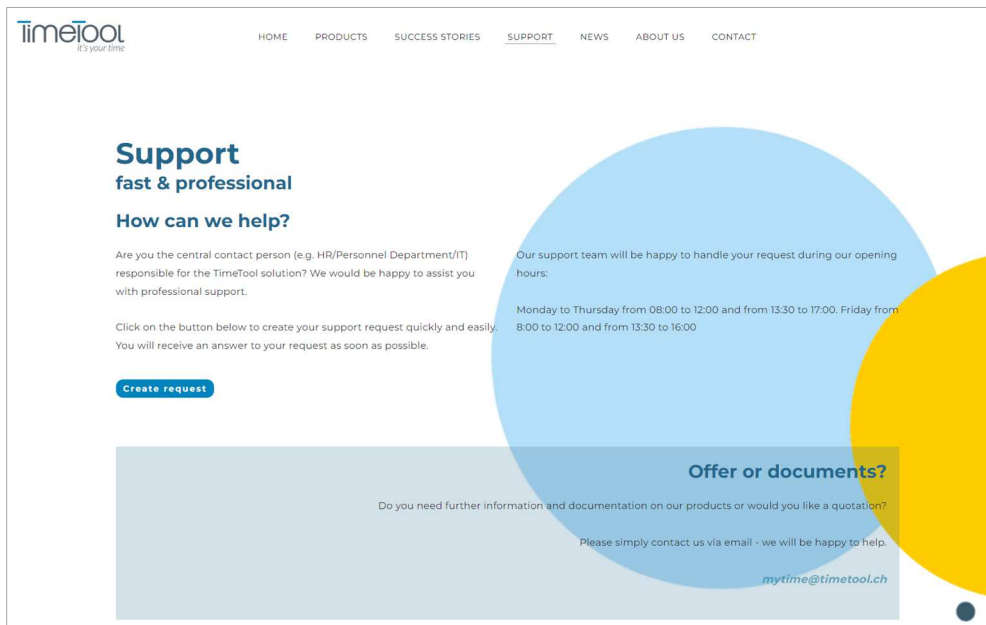 TimeTool
it's your time
HOME PRODUCTS SUCCESS STORIES SUPPORT NEWS ABOUT US CONTACT
Support
fast & professional
How can we help?
Are you the central contact person (e.g. HR/Personnel Department/IT)
responsible for the TimeTool solution? We would be happy to assist you
with professional support.
Click on the button below to create your support request quickly and easily.
You will receive an answer to your request as soon as possible.
Create request
Our support team will be happy to handle your request during our opening
hours:
Monday to Thursday from 08:00 to 12:00 and from 13:30 to 17:00. Friday from
8:00 to 12:00 and from 13:30 to 16:00
Offer or documents?
Do you need further information and documentation on our products or would you like a quotation?
Please simply contact us via email - we will be happy to help.
mytime@timetool.ch